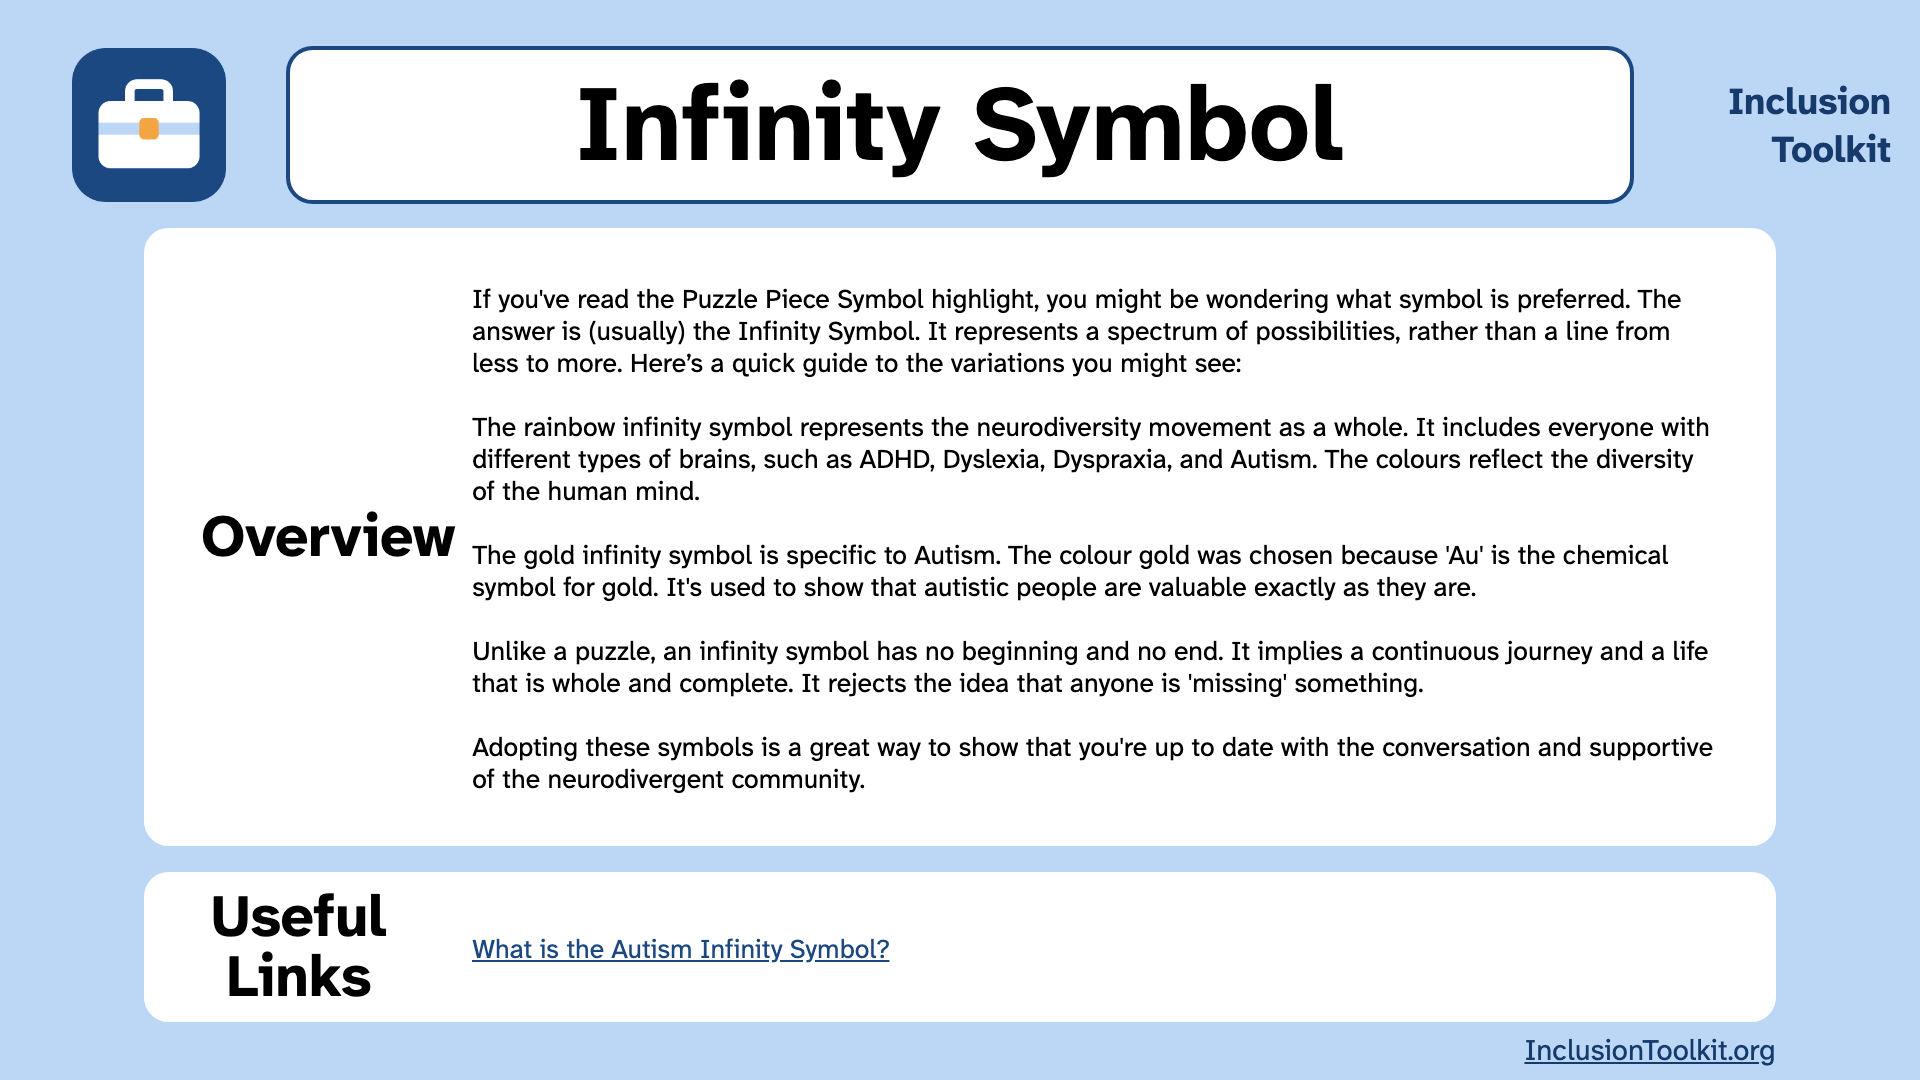 Infinity Symbol
Inclusion
Toolkit
Overview
If you've read the Puzzle Piece Symbol highlight, you might be wondering what symbol is preferred. The
answer is (usually) the Infinity Symbol. It represents a spectrum of possibilities, rather than a line from
less to more. Here’s a quick guide to the variations you might see:
The rainbow infinity symbol represents the neurodiversity movement as a whole. It includes everyone with
different types of brains, such as ADHD, Dyslexia, Dyspraxia, and Autism. The colours reflect the diversity
of the human mind.
The gold infinity symbol is specific to Autism. The colour gold was chosen because 'Au' is the chemical
symbol for gold. It's used to show that autistic people are valuable exactly as they are.
Unlike a puzzle, an infinity symbol has no beginning and no end. It implies a continuous journey and a life
that is whole and complete. It rejects the idea that anyone is 'missing' something.
Adopting these symbols is a great way to show that you're up to date with the conversation and supportive
of the neurodivergent community.
Useful
Links
What is the Autism Infinity Symbol?
InclusionToolkit.org